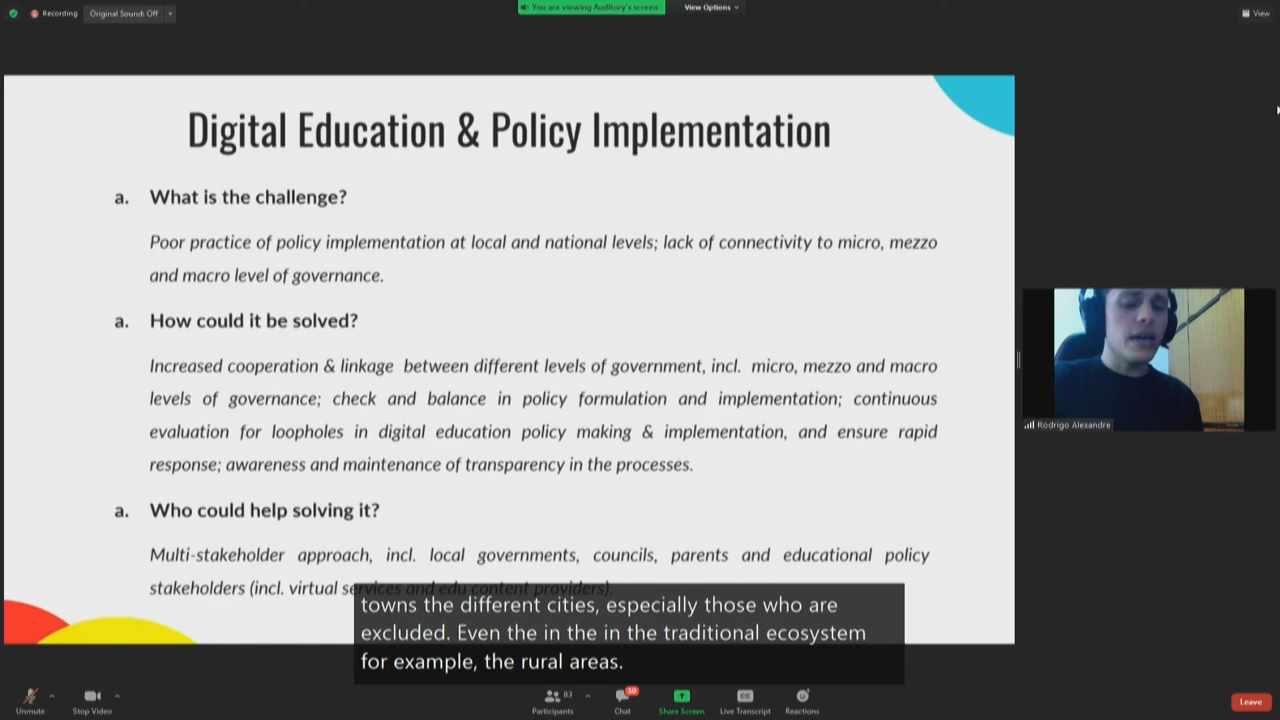 Recording
Original Sound: Off
You are viewing Auditory's screen
View Options
View
Digital Education & Policy Implementation
a. What is the challenge?
Poor practice of policy implementation at local and national levels; lack of connectivity to micro, mezzo
and macro level of governance.
a. How could it be solved?
Increased cooperation & linkage between different levels of government, incl. micro, mezzo and macro
levels of governance; check and balance in policy formulation and implementation; continuous
evaluation for loopholes in digital education policy making & implementation, and ensure rapid
response; awareness and maintenance of transparency in the processes.
a. Who could help solving it?
Multi-stakeholder approach, incl. local governments, councils, parents and educational policy
stakeholders (incl. virtual services and edu content providers).
towns the different cities, especially those who are
excluded. Even the in the in the traditional ecosystem
for example, the rural areas.
Rodrigo Alexandre
Unmute
Stop Video
Participants
83
Chat
50
Share Screen
CC
Live Transcript
Reactions
Leave